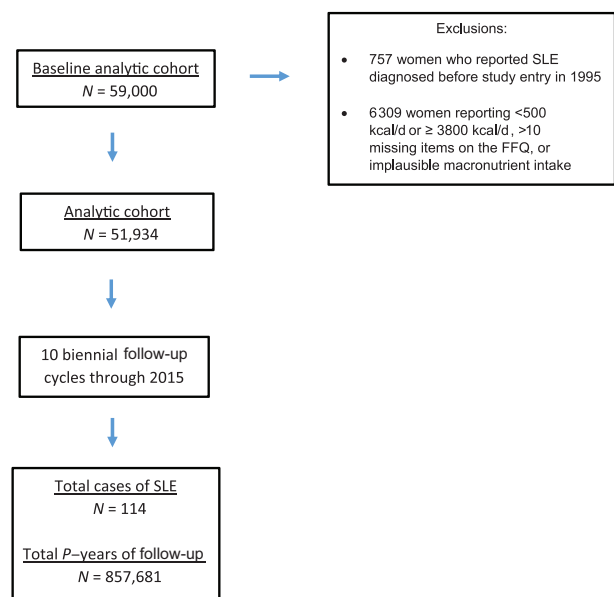 Baseline analytic cohort
N = 59,000
Exclusions:
• 757 women who reported SLE
diagnosed before study entry in 1995
• 6309 women reporting <500
kcal/d or ≥ 3800 kcal/d, >10
missing items on the FFQ, or
implausible macronutrient intake
Analytic cohort
N = 51,934
10 biennial follow-up
cycles through 2015
Total cases of SLE
N = 114
Total P–years of follow-up
N = 857,681